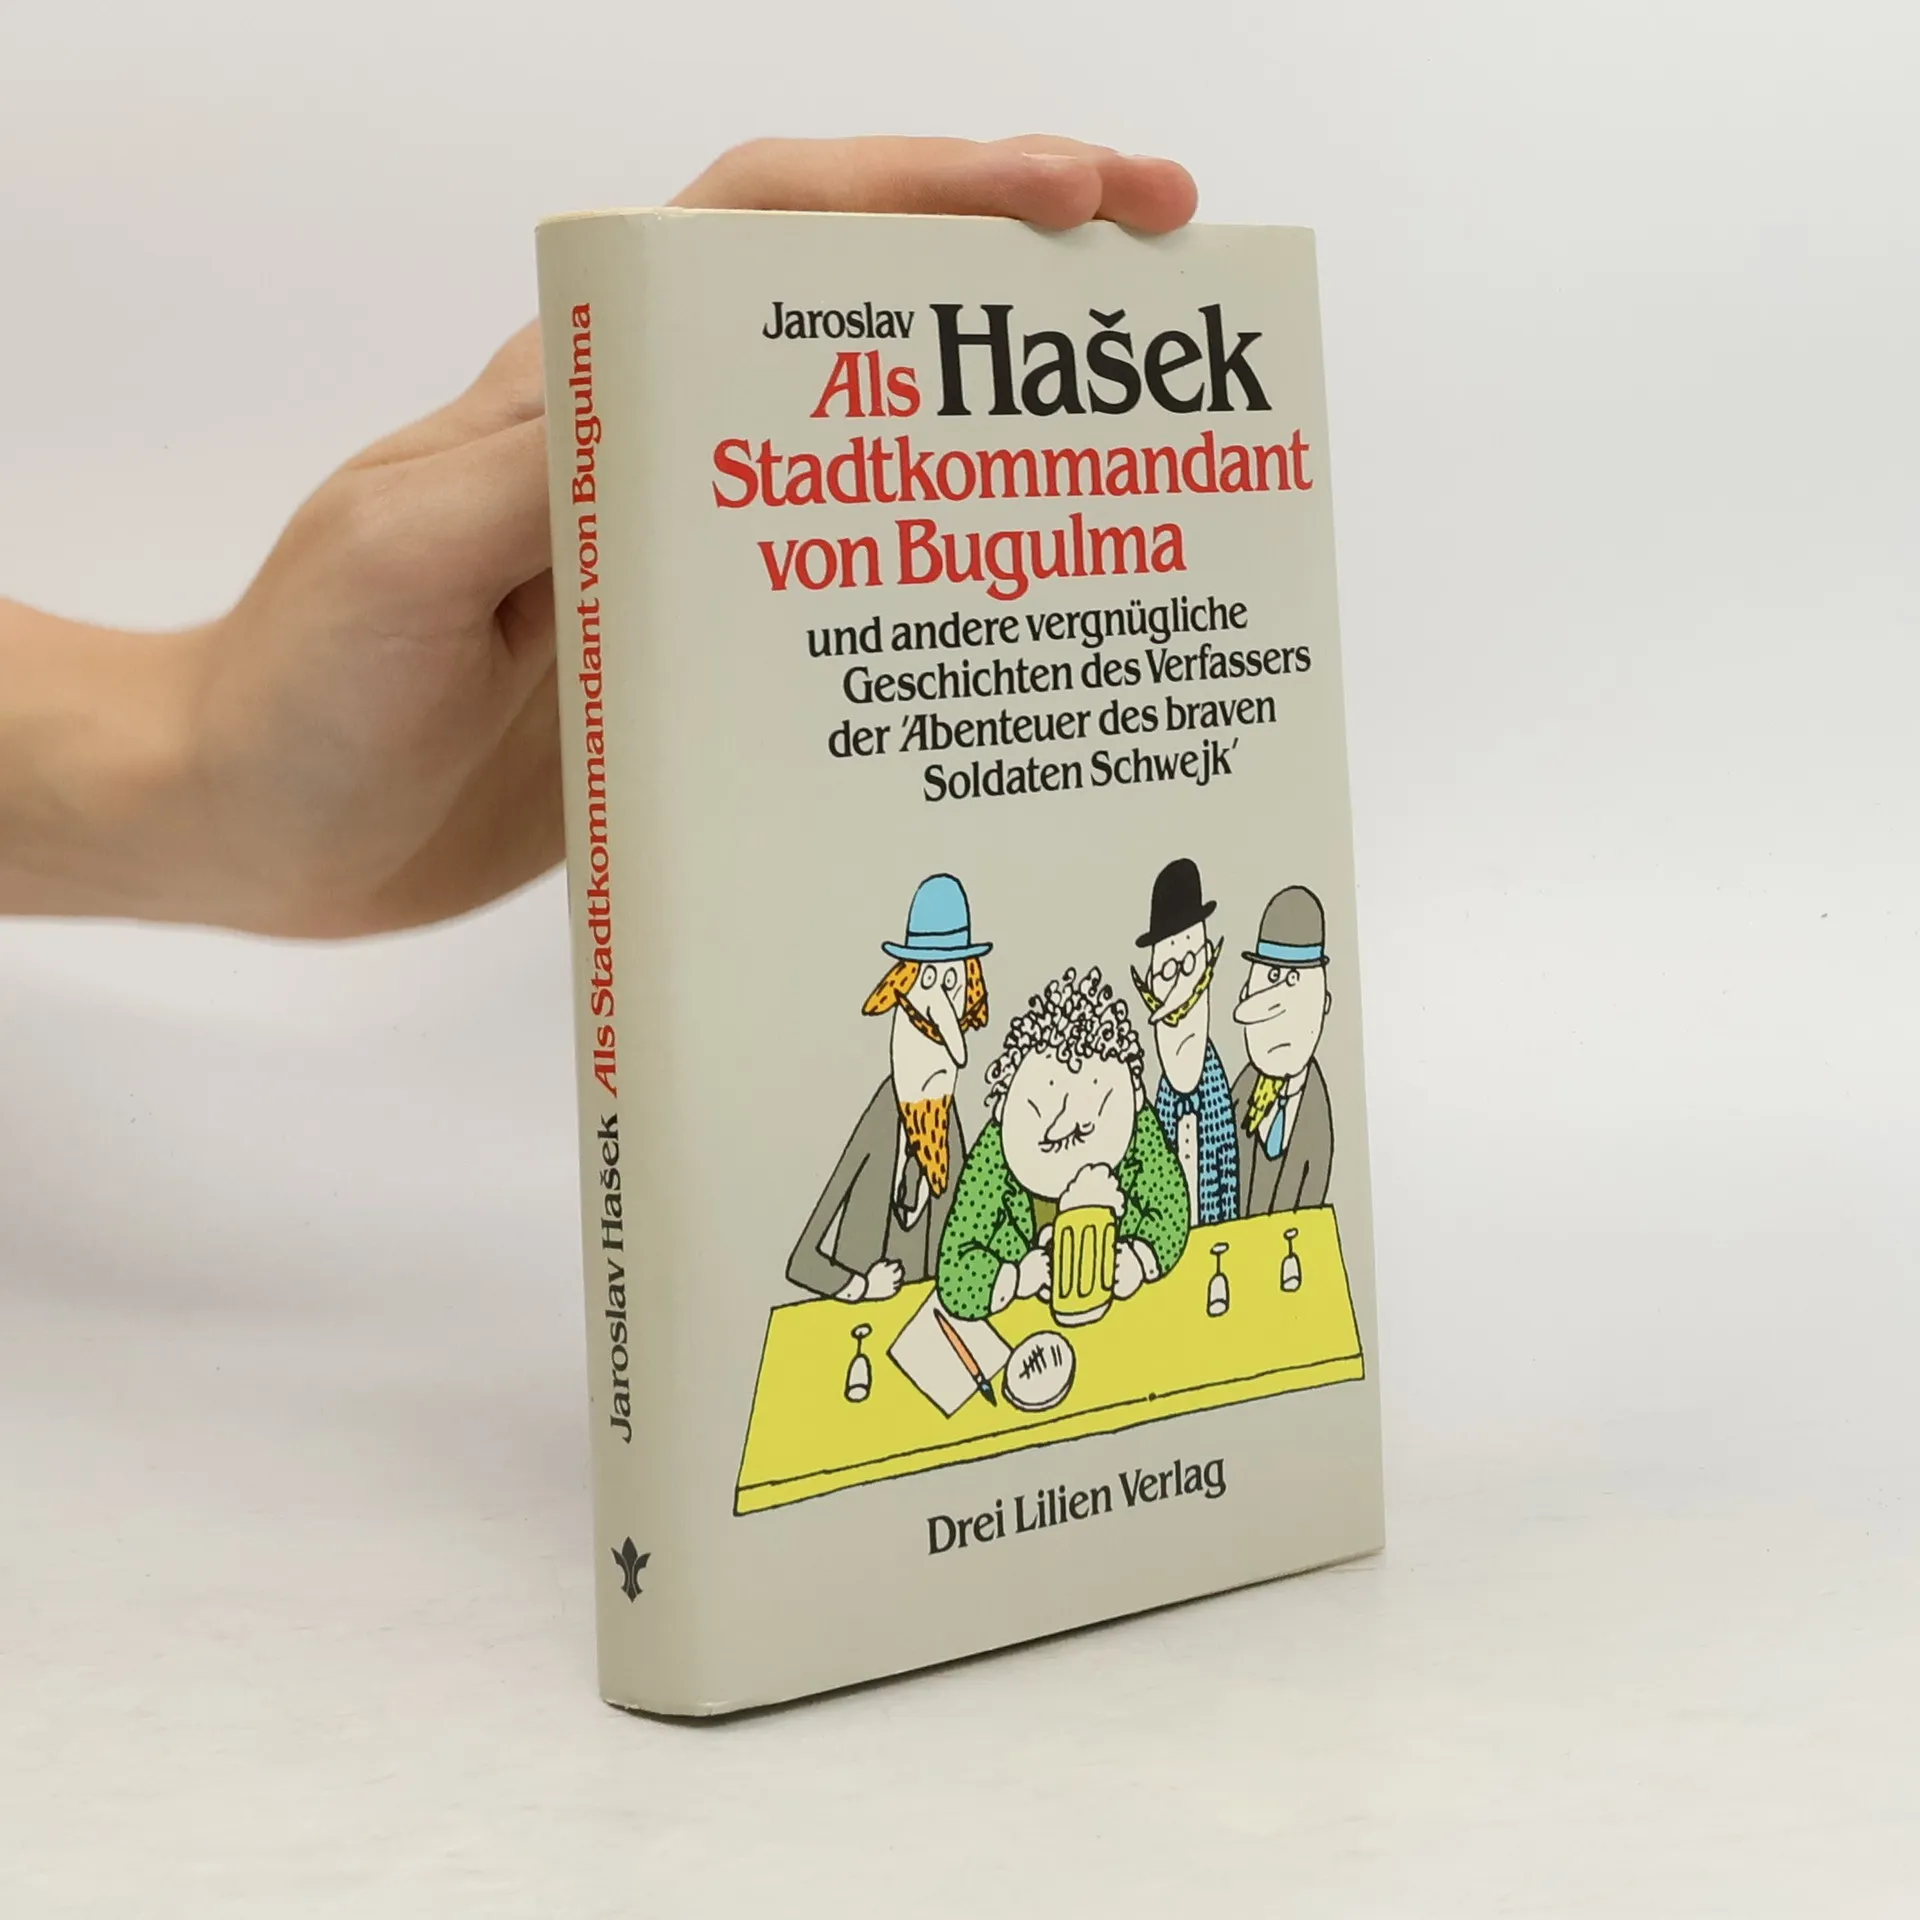 Jaroslav Hašek
Als
Stadtkommandant
von Bugulma
und andere vergnügliche
Geschichten des Verfassers
der 'Abenteuer des braven
Soldaten Schwejk'
Drei Lilien Verlag
Jaroslav Hašek Als Stadtkommandant von Bugulma